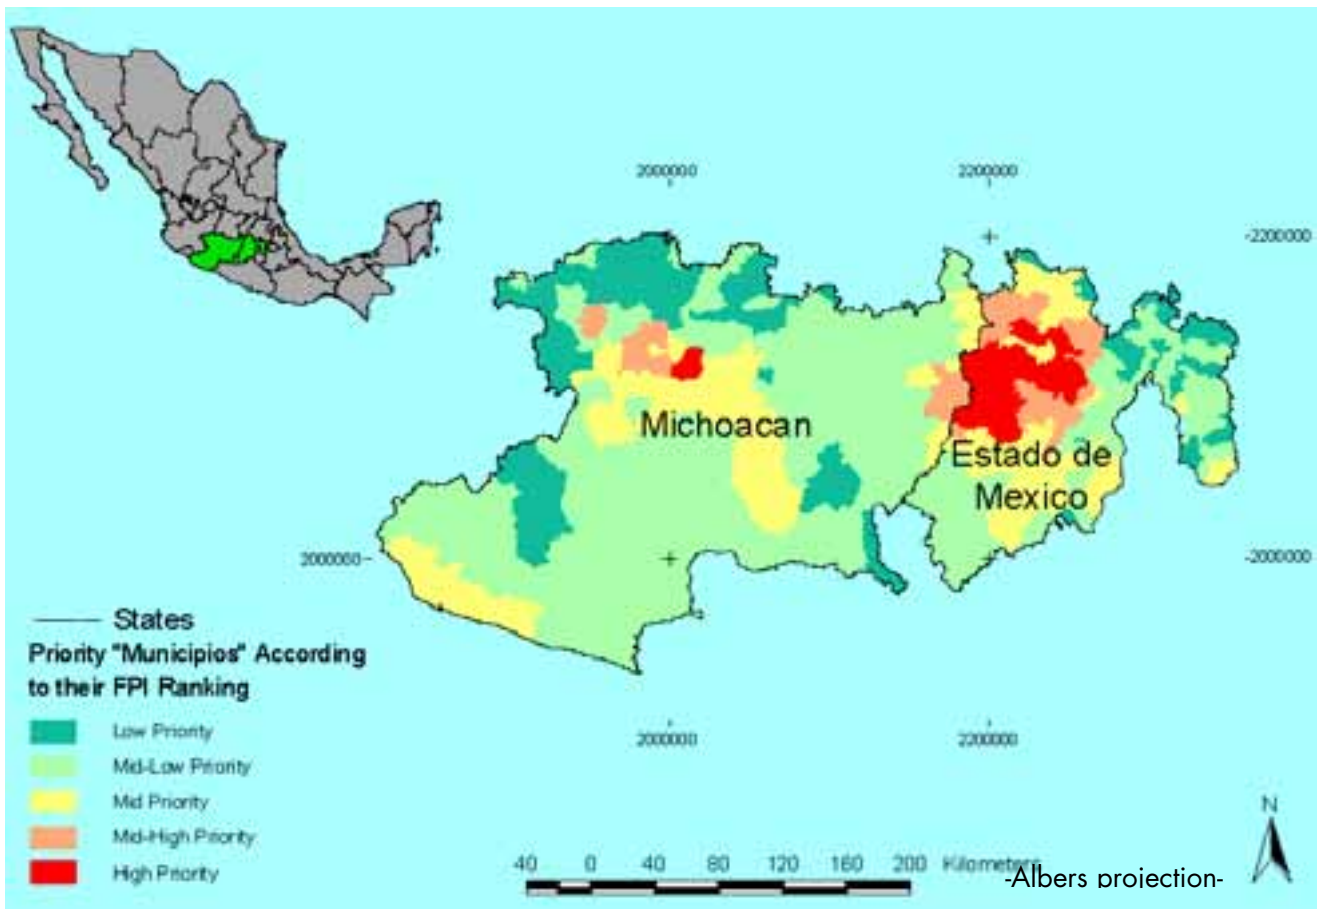 2000000
2200000
-2200000
Michoacan
Estado de
Mexico
2000000-
-2000000
States
Priority "Municipios" According
to their FPI Ranking
Low Priority
Mid-Low Priority
Mid Priority
Mid-High Priority
High Priority
2000000
2200000
N
40 0 40 80 120 160 200 Kilometers
-Albers projection-